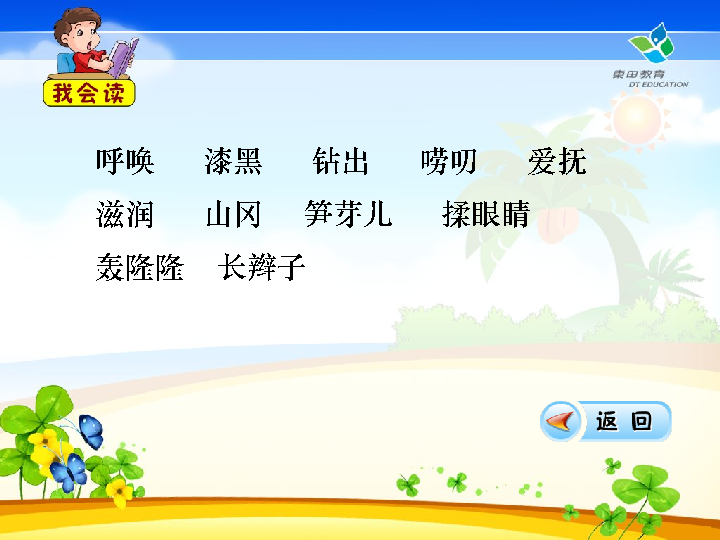 我会读
東田教育
DT EDUCATION
呼唤 漆黑 钻出 唠叨 爱抚
滋润 山冈 笋芽儿 揉眼睛
轰隆隆 长辫子
返回